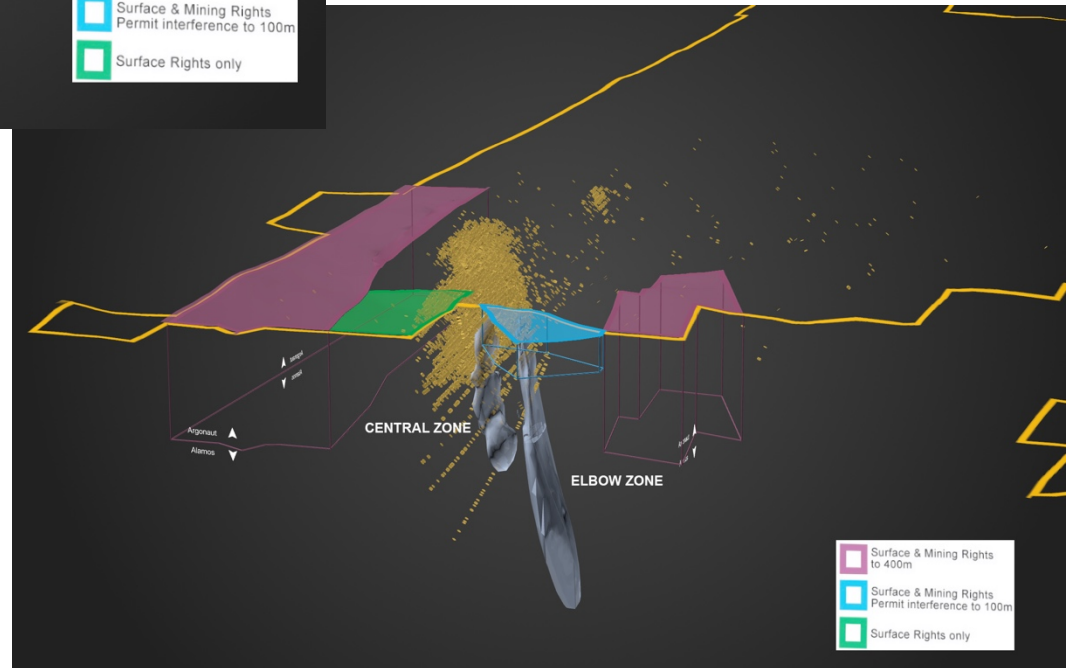 Surface & Mining Rights
Permit interference to 100m
Surface Rights only
Argonaut
Alamos
CENTRAL ZONE
ELBOW ZONE
Surface & Mining Rights
to 400m
Surface & Mining Rights
Permit interference to 100m
Surface Rights only